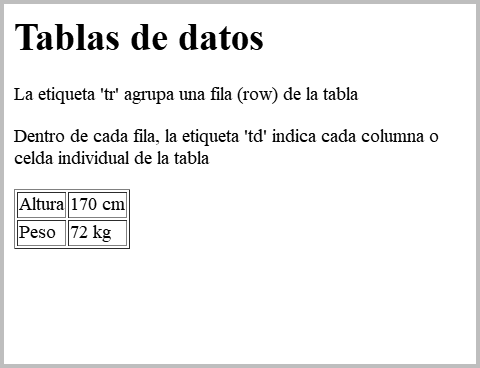 Tablas de datos
La etiqueta 'tr' agrupa una fila (row) de la tabla
Dentro de cada fila, la etiqueta 'td' indica cada columna o
celda individual de la tabla
Altura 170 cm
Peso 72 kg